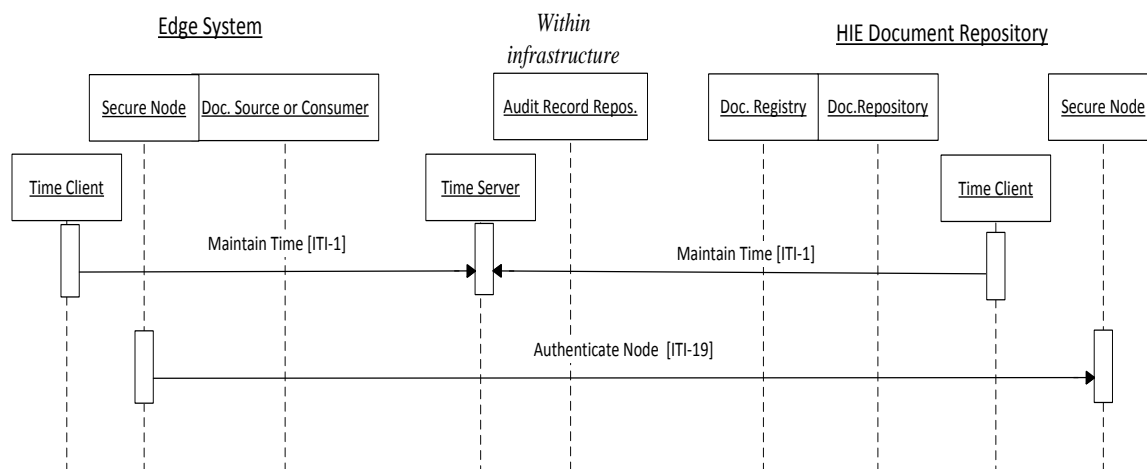 Edge System
Within
infrastructure
HIE Document Repository
Secure Node
Doc. Source or Consumer
Audit Record Repos.
Doc. Registry
Doc.Repository
Secure Node
Time Client
Time Server
Time Client
Maintain Time [ITI-1]
Maintain Time [ITI-1]
Authenticate Node [ITI-19]